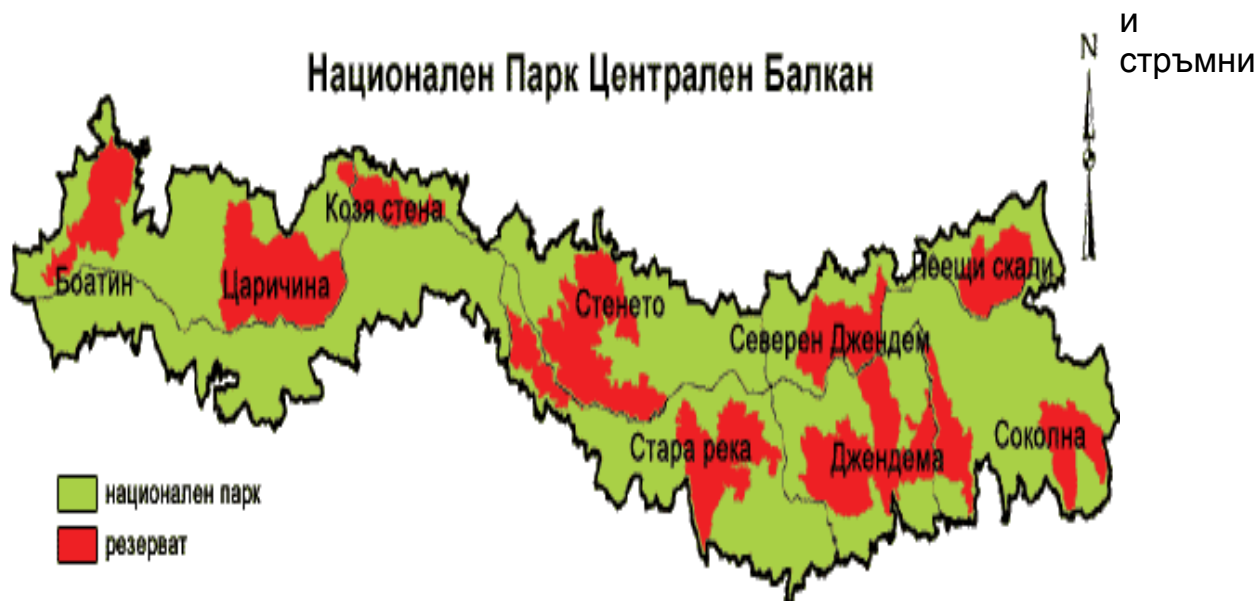 и
стръмни
N
Национален Парк Централен Балкан
Козя стена
Боатин
Царичина
Стенето
Пеещи скали
Северен Джендем
Стара река
Джендема
Соколна
национален парк
резерват